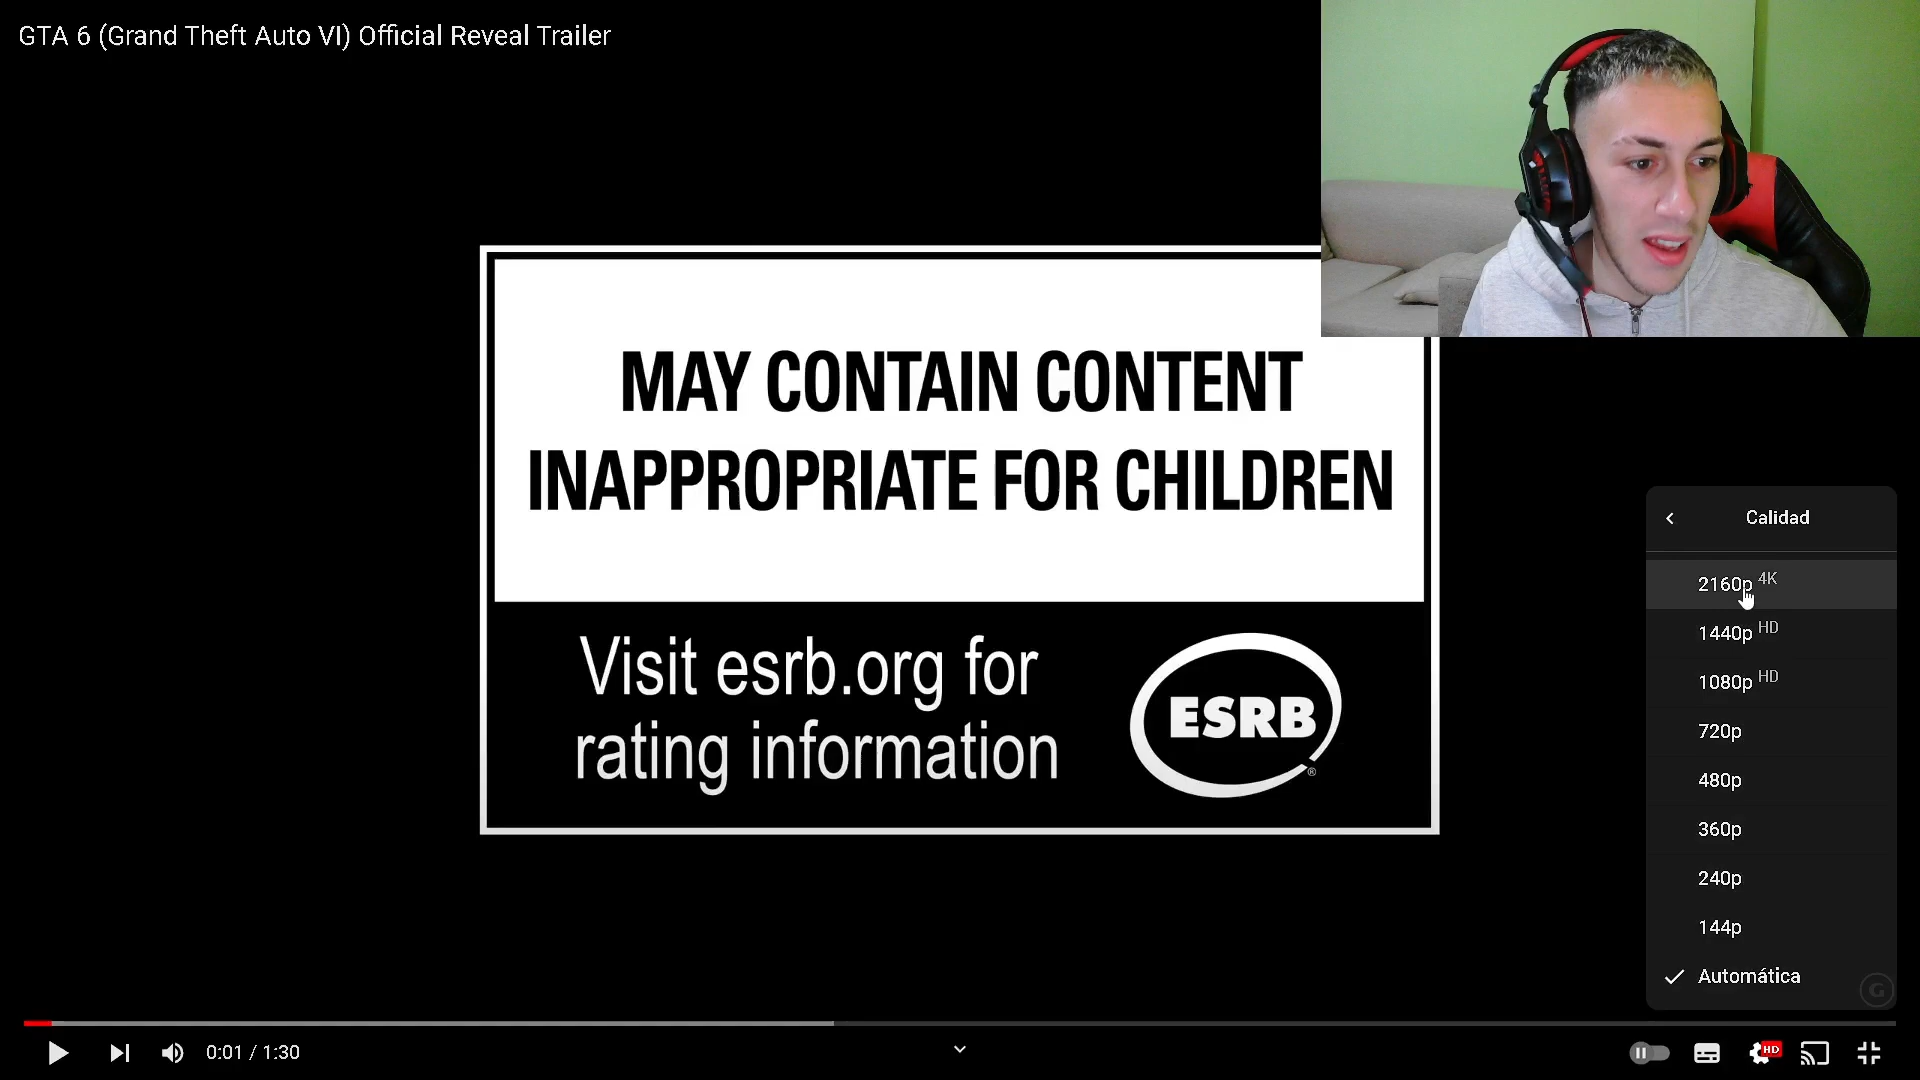 GTA 6 (Grand Theft Auto VI) Official Reveal Trailer
MAY CONTAIN CONTENT
INAPPROPRIATE FOR CHILDREN
Visit esrb.org for
rating information
ESRB
®
Calidad
2160p 4K
1440p HD
1080p HD
720p
480p
360p
240p
144p
Automática
G
0:01 / 1:30
HD